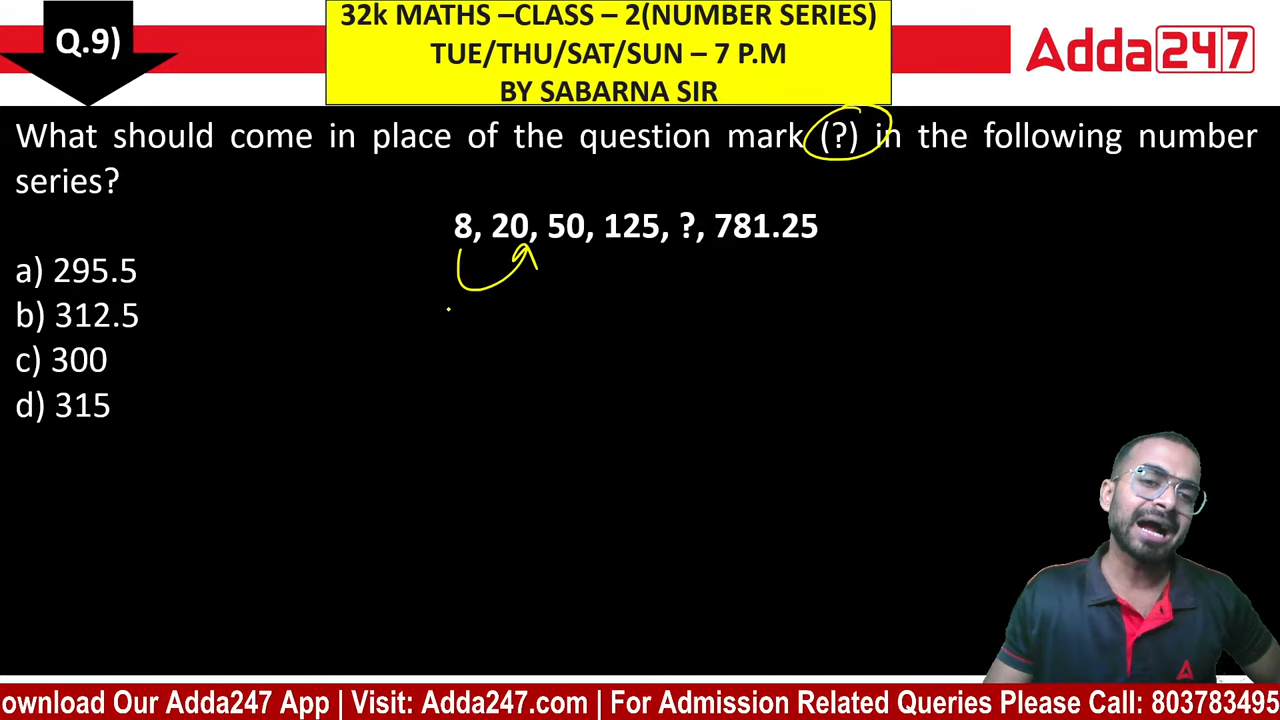 Q.9)
32k MATHS –CLASS – 2(NUMBER SERIES)
TUE/THU/SAT/SUN – 7 P.M
BY SABARNA SIR
Adda247
What should come in place of the question mark (?) in the following number
series?
8, 20, 50, 125, ?, 781.25
a) 295.5
b) 312.5
c) 300
d) 315
ownload Our Adda247 App | Visit: Adda247.com | For Admission Related Queries Please Call: 803783495